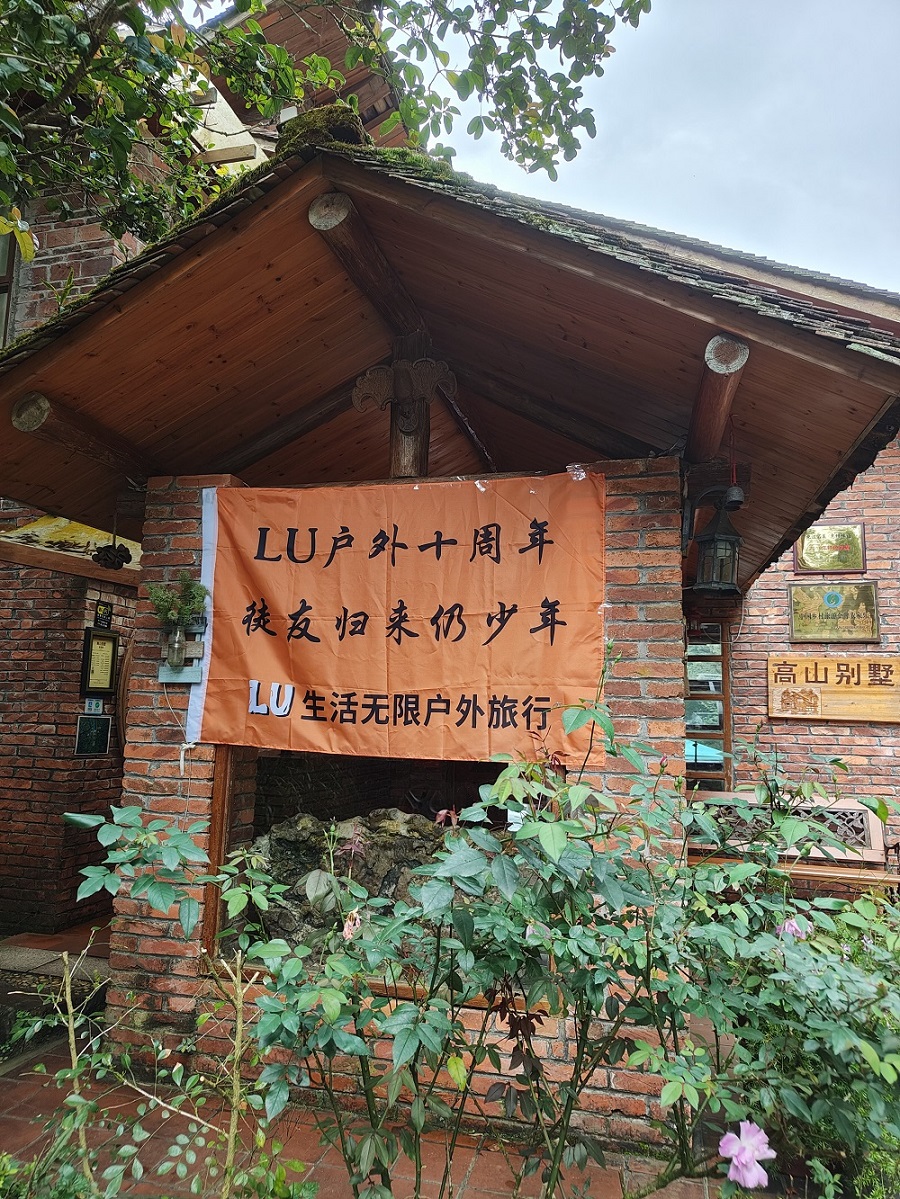 LU户外十周年
徒友归来仍少年
LU生活无限户外旅行
高山别墅